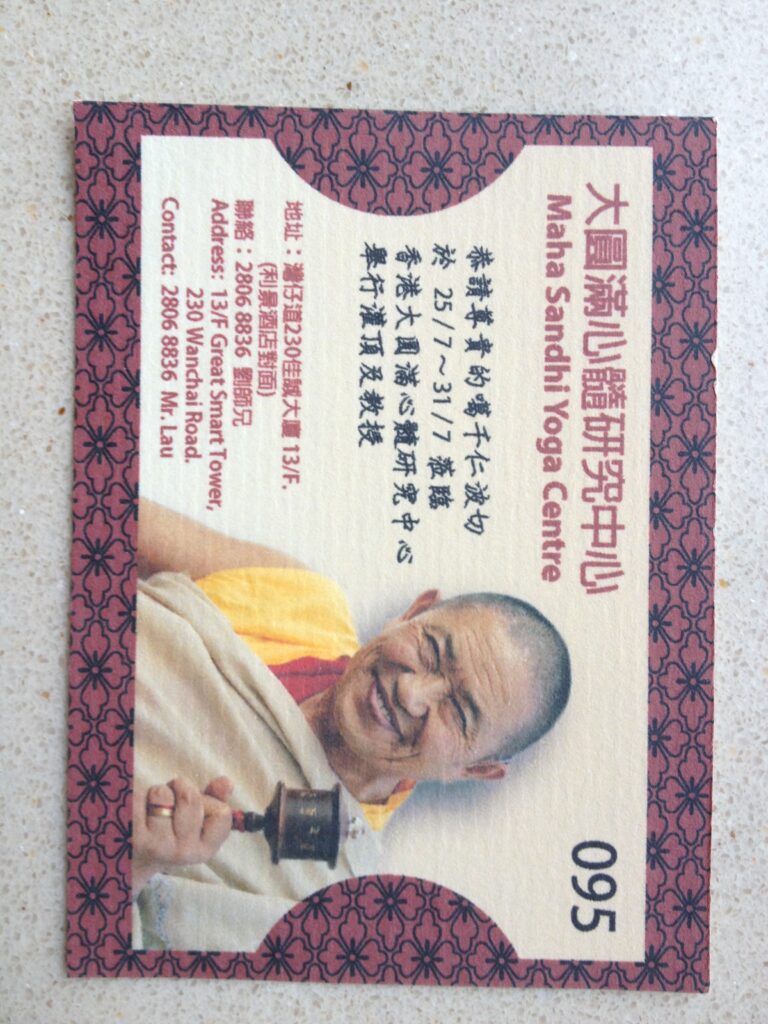 大圓滿心髓研究中心
Maha Sandhi Yoga Centre
095
恭請尊貴的噶千仁波切
於 25/7～31/7 蒞臨
香港大圓滿心髓研究中心
舉行灌頂及教授
地址：灣仔道230佳誠大廈 13/F.
(利景酒店對面)
聯絡：2806 8836 劉師兄
Address: 13/F Great Smart Tower,
230 Wanchai Road.
Contact: 2806 8836 Mr. Lau